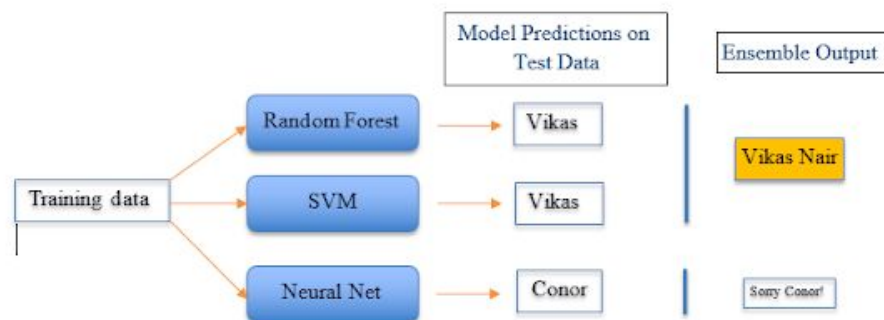 Model Predictions on
Test Data
Ensemble Output
Random Forest
Vikas
Vikas Nair
Training data
SVM
Vikas
Neural Net
Conor
Sorry Conor!